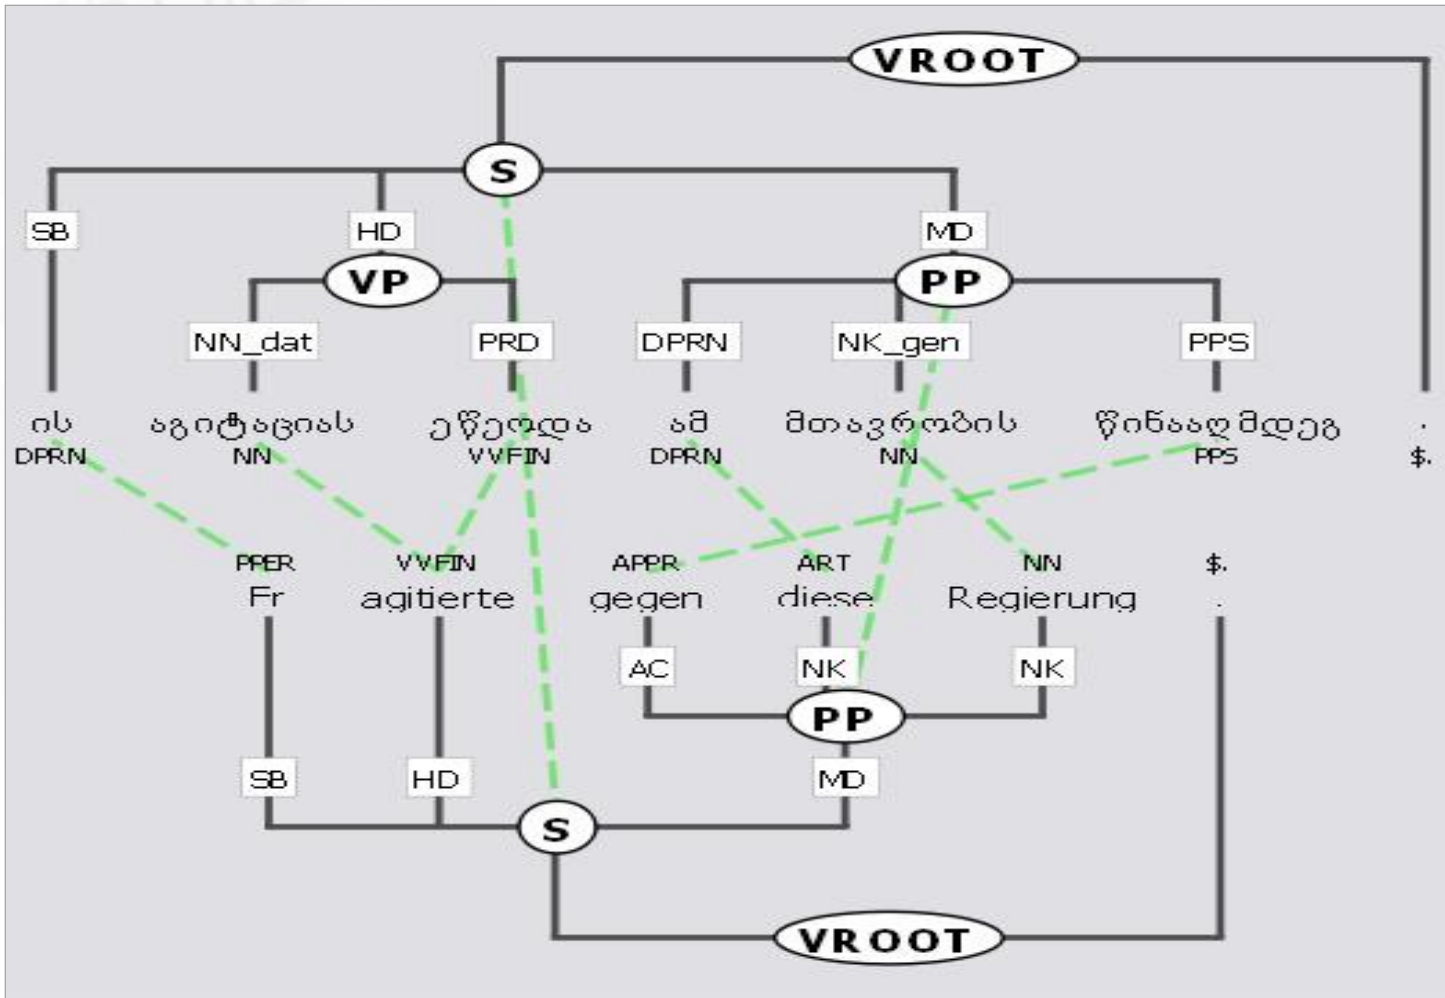 VROOT
S
SB HD MD
VP PP
NN_dat PRD DPRN NK_gen PPS
ის აგიტაციას ეწეოდა ამ მთავრობის წინააღმდეგ .
DPRN NN VVFIN DPRN NN PPS $.
PPER VVFIN APPR ART NN $.
Er agitierte gegen diese Regierung .
AC NK NK
PP
SB HD MD
S
VROOT